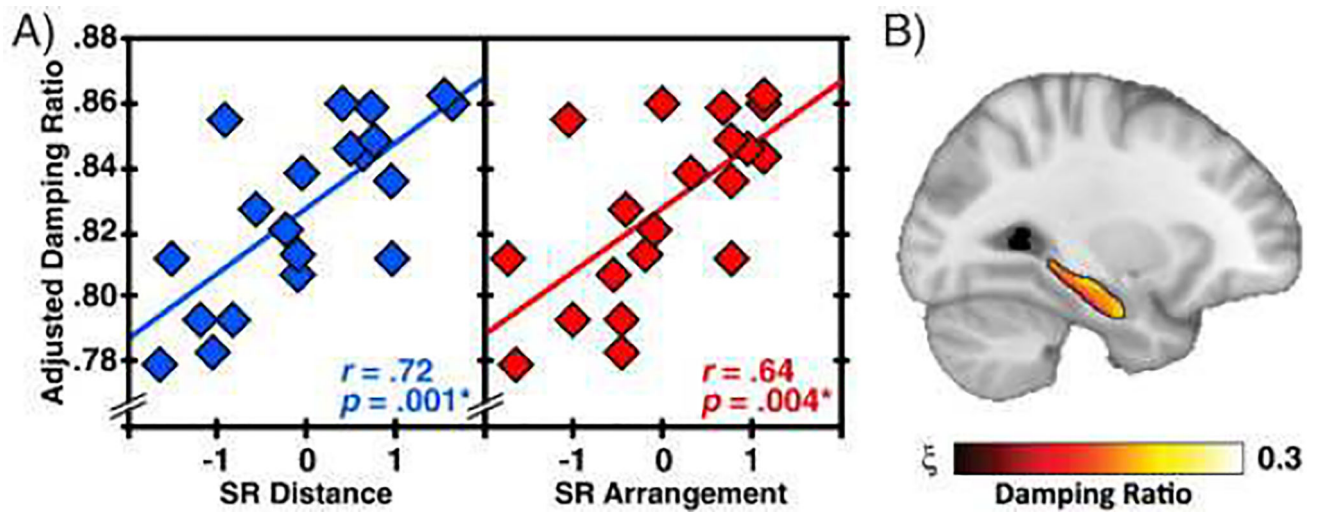 A)
B)
Adjusted Damping Ratio
.88
.86
.84
.82
.80
.78
r = .72
p = .001*
r = .64
p = .004*
-1 0 1
-1 0 1
SR Distance
SR Arrangement
ξ 0.3
Damping Ratio